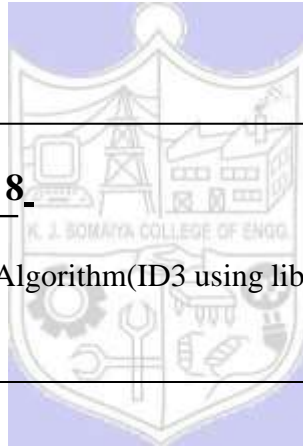 8
K. J. SOMAIYA COLLEGE OF ENGG.
Algorithm(ID3 using lib